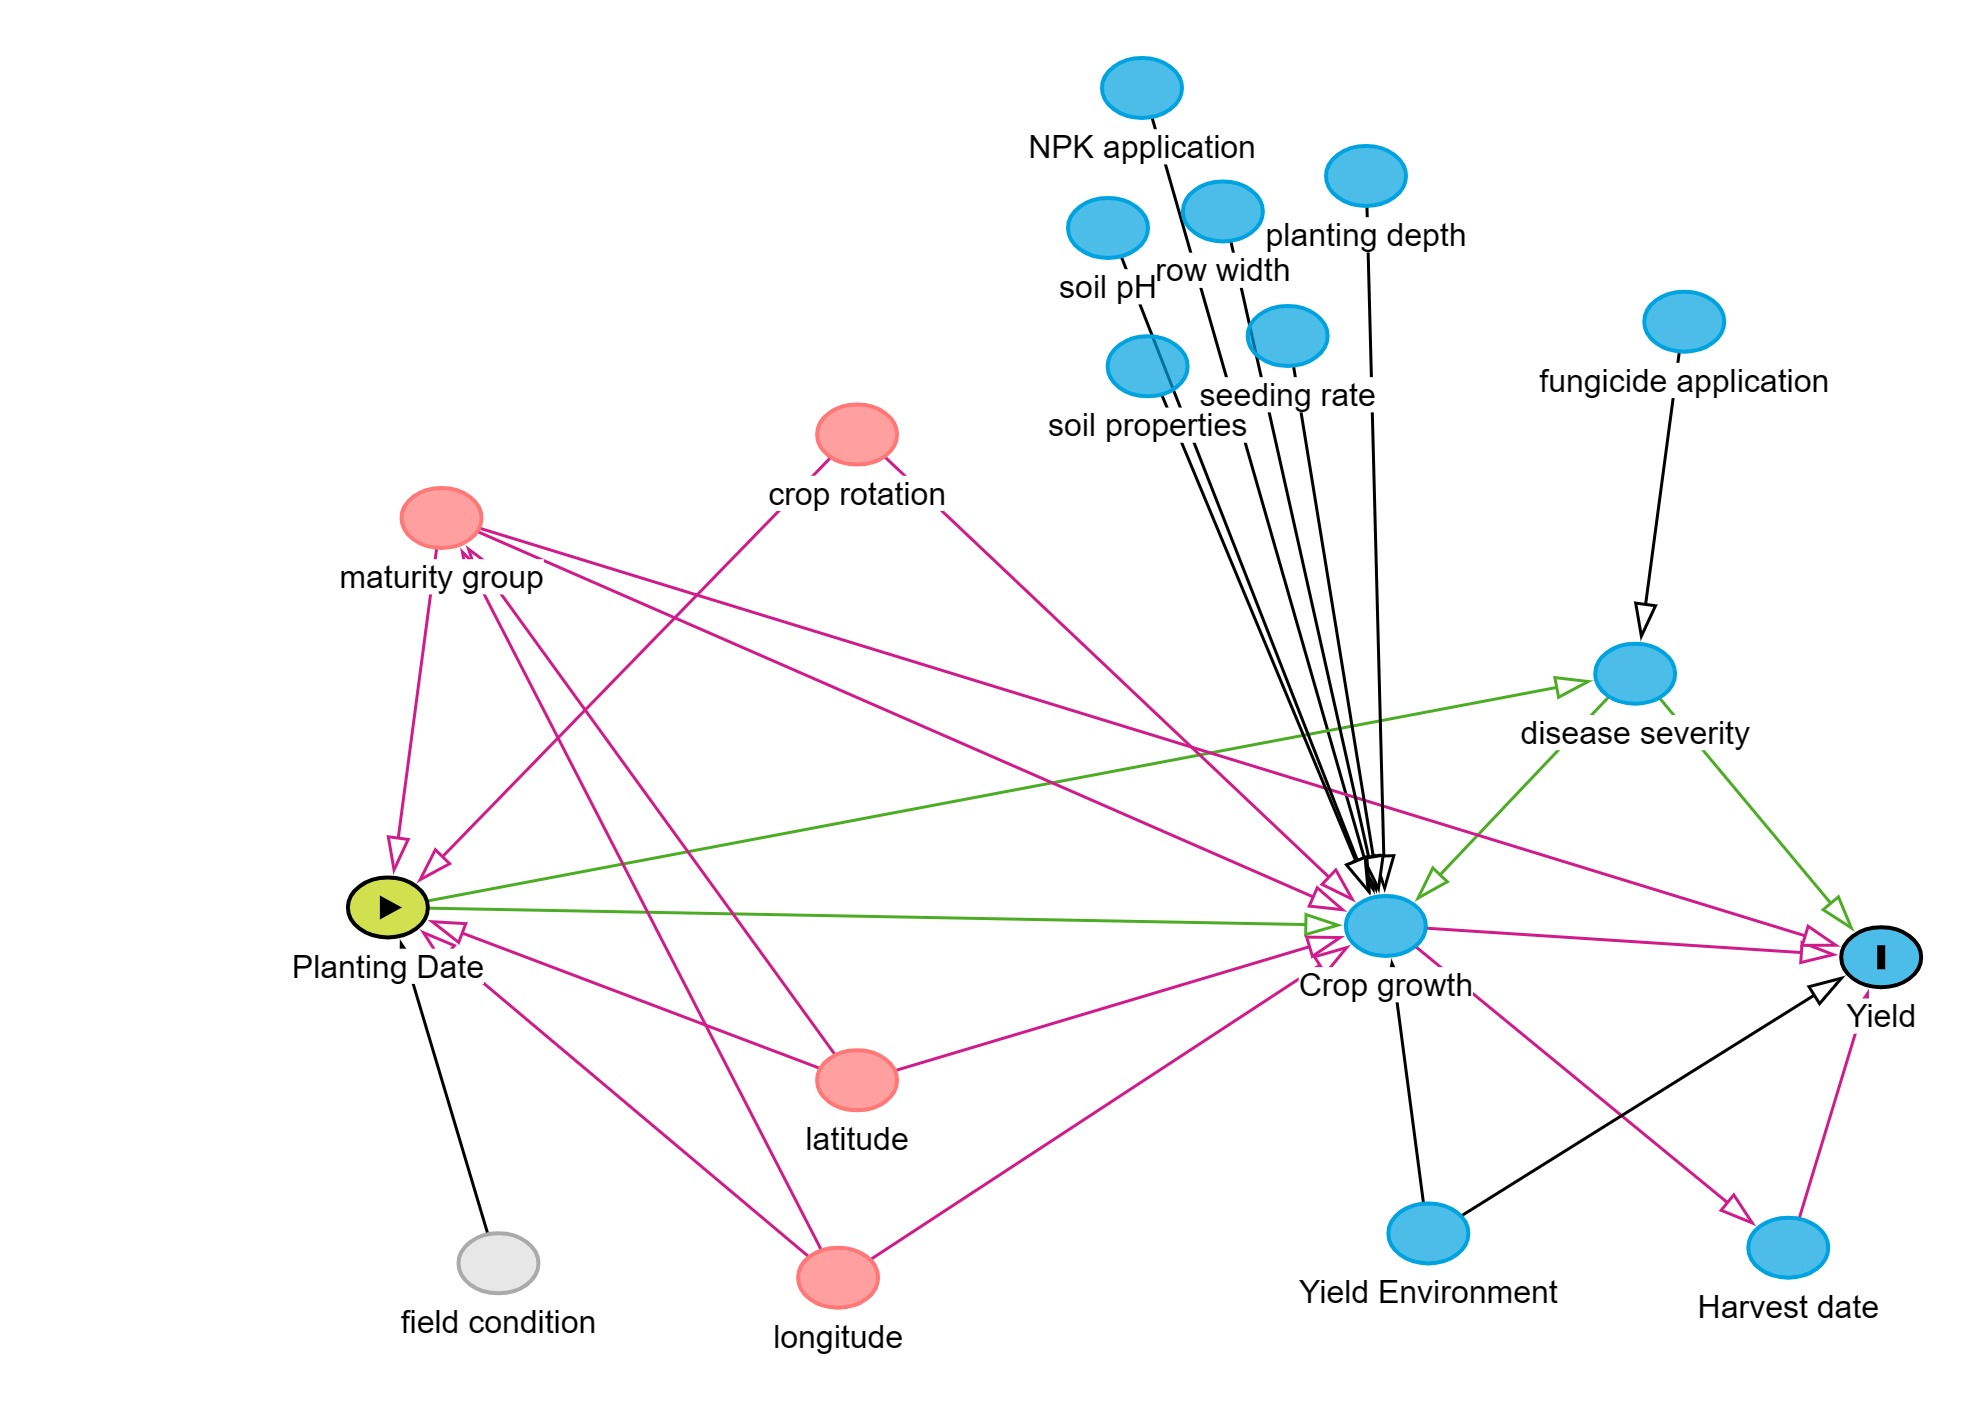 NPK application
planting depth
row width
soil pH
fungicide application
seeding rate
soil properties
crop rotation
maturity group
disease severity
Planting Date
Crop growth
Yield
latitude
Yield Environment
Harvest date
field condition
longitude